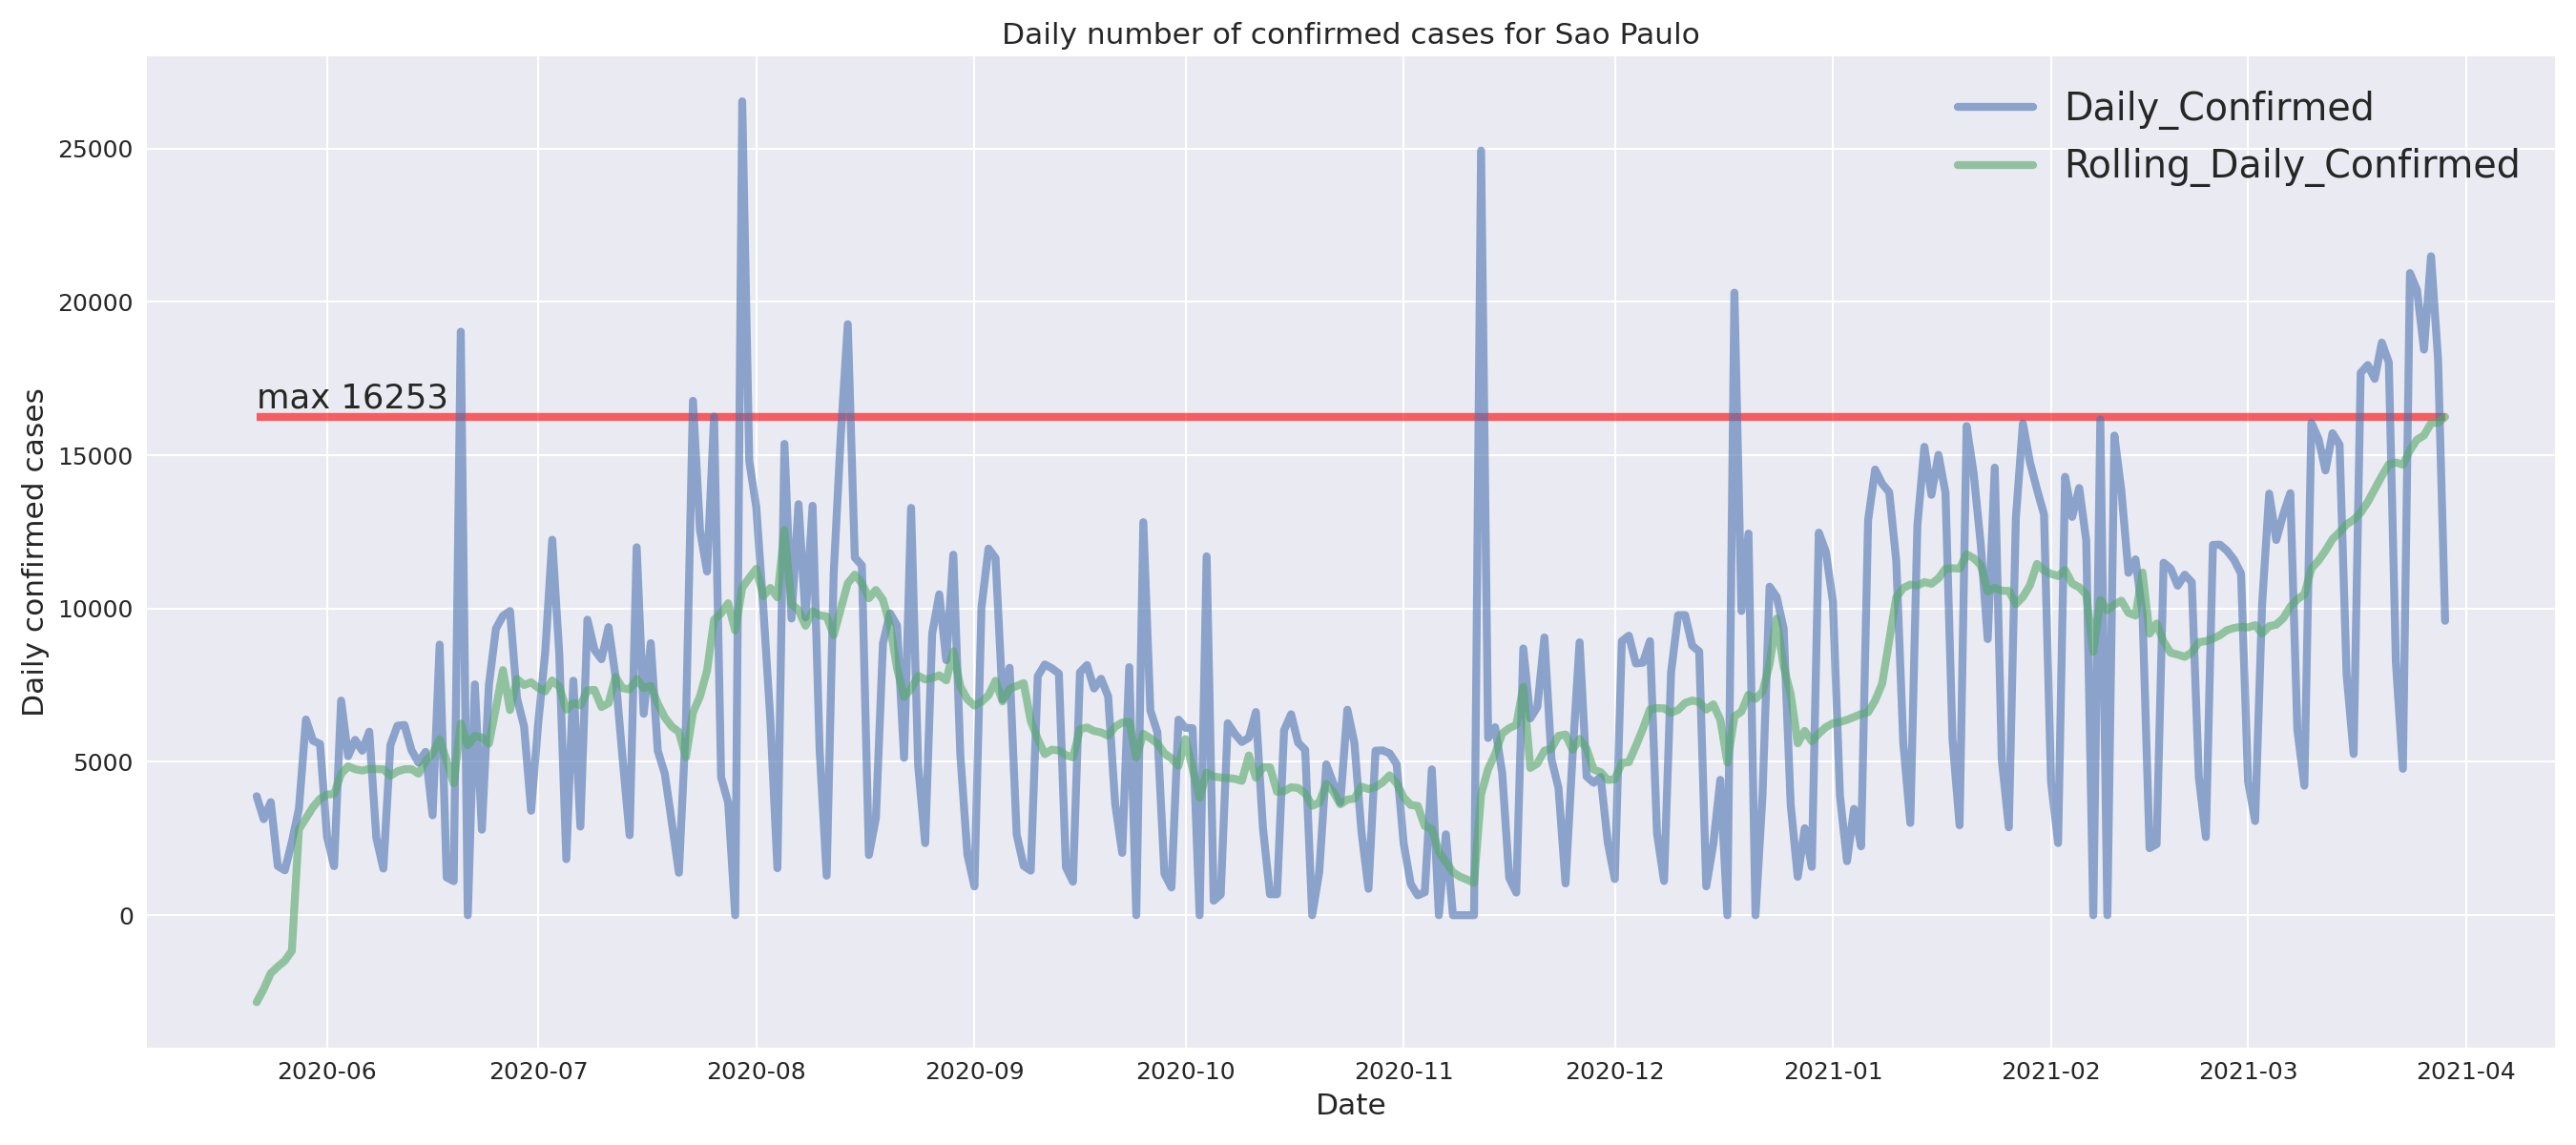 Daily number of confirmed cases for Sao Paulo
Daily_Confirmed
Rolling_Daily_Confirmed
max 16253
Daily confirmed cases
25000
20000
15000
10000
5000
0
2020-06 2020-07 2020-08 2020-09 2020-10 2020-11 2020-12 2021-01 2021-02 2021-03 2021-04
Date